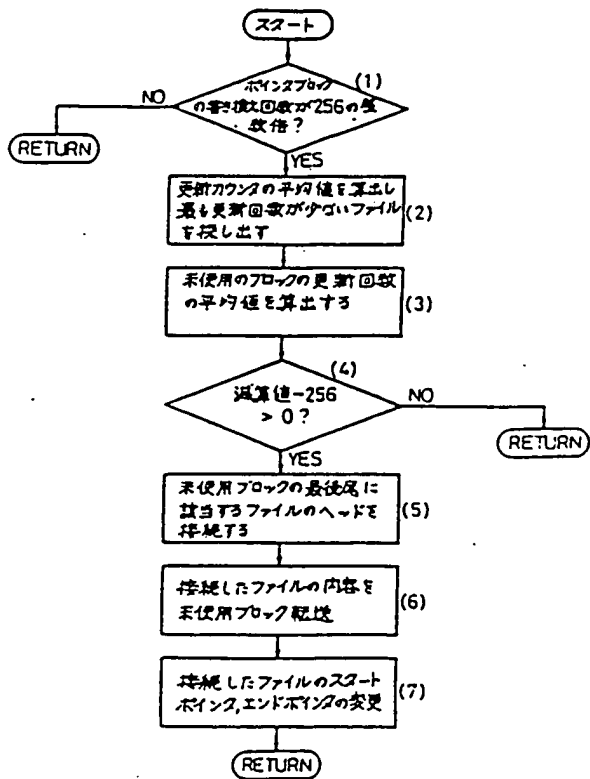 スタート
(1)
ポインタブロック
の書き換え回数が256の整
数倍?
NO
RETURN
YES
更新カウンタの平均値を算出し
最も更新回数が少ないファイル
を探し出す
(2)
未使用のブロックの更新回数
の平均値を算出する
(3)
(4)
減算値-256
> 0?
NO
RETURN
YES
未使用ブロックの最後尾に
該当するファイルのヘッドを
接続する
(5)
接続したファイルの内容を
未使用ブロック転送
(6)
接続したファイルのスタート
ポインタ,エンドポインタの変更
(7)
RETURN